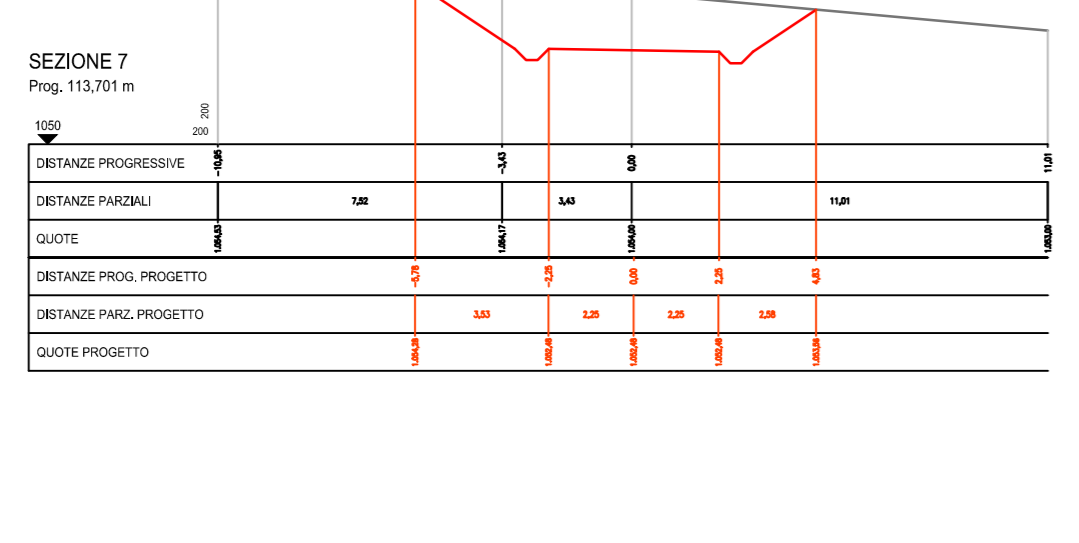 SEZIONE 7
Prog. 113,701 m
200
200
1050
DISTANZE PROGRESSIVE -10,95 -3,43 0,00 11,01
DISTANZE PARZIALI 7,52 3,43 11,01
QUOTE 1.054,53 1.054,17 1.054,00 1.053,00
DISTANZE PROG. PROGETTO -5,78 -2,25 0,00 2,25 4,83
DISTANZE PARZ. PROGETTO 3,53 2,25 2,25 2,58
QUOTE PROGETTO 1.054,28 1.052,48 1.052,48 1.052,48 1.053,56